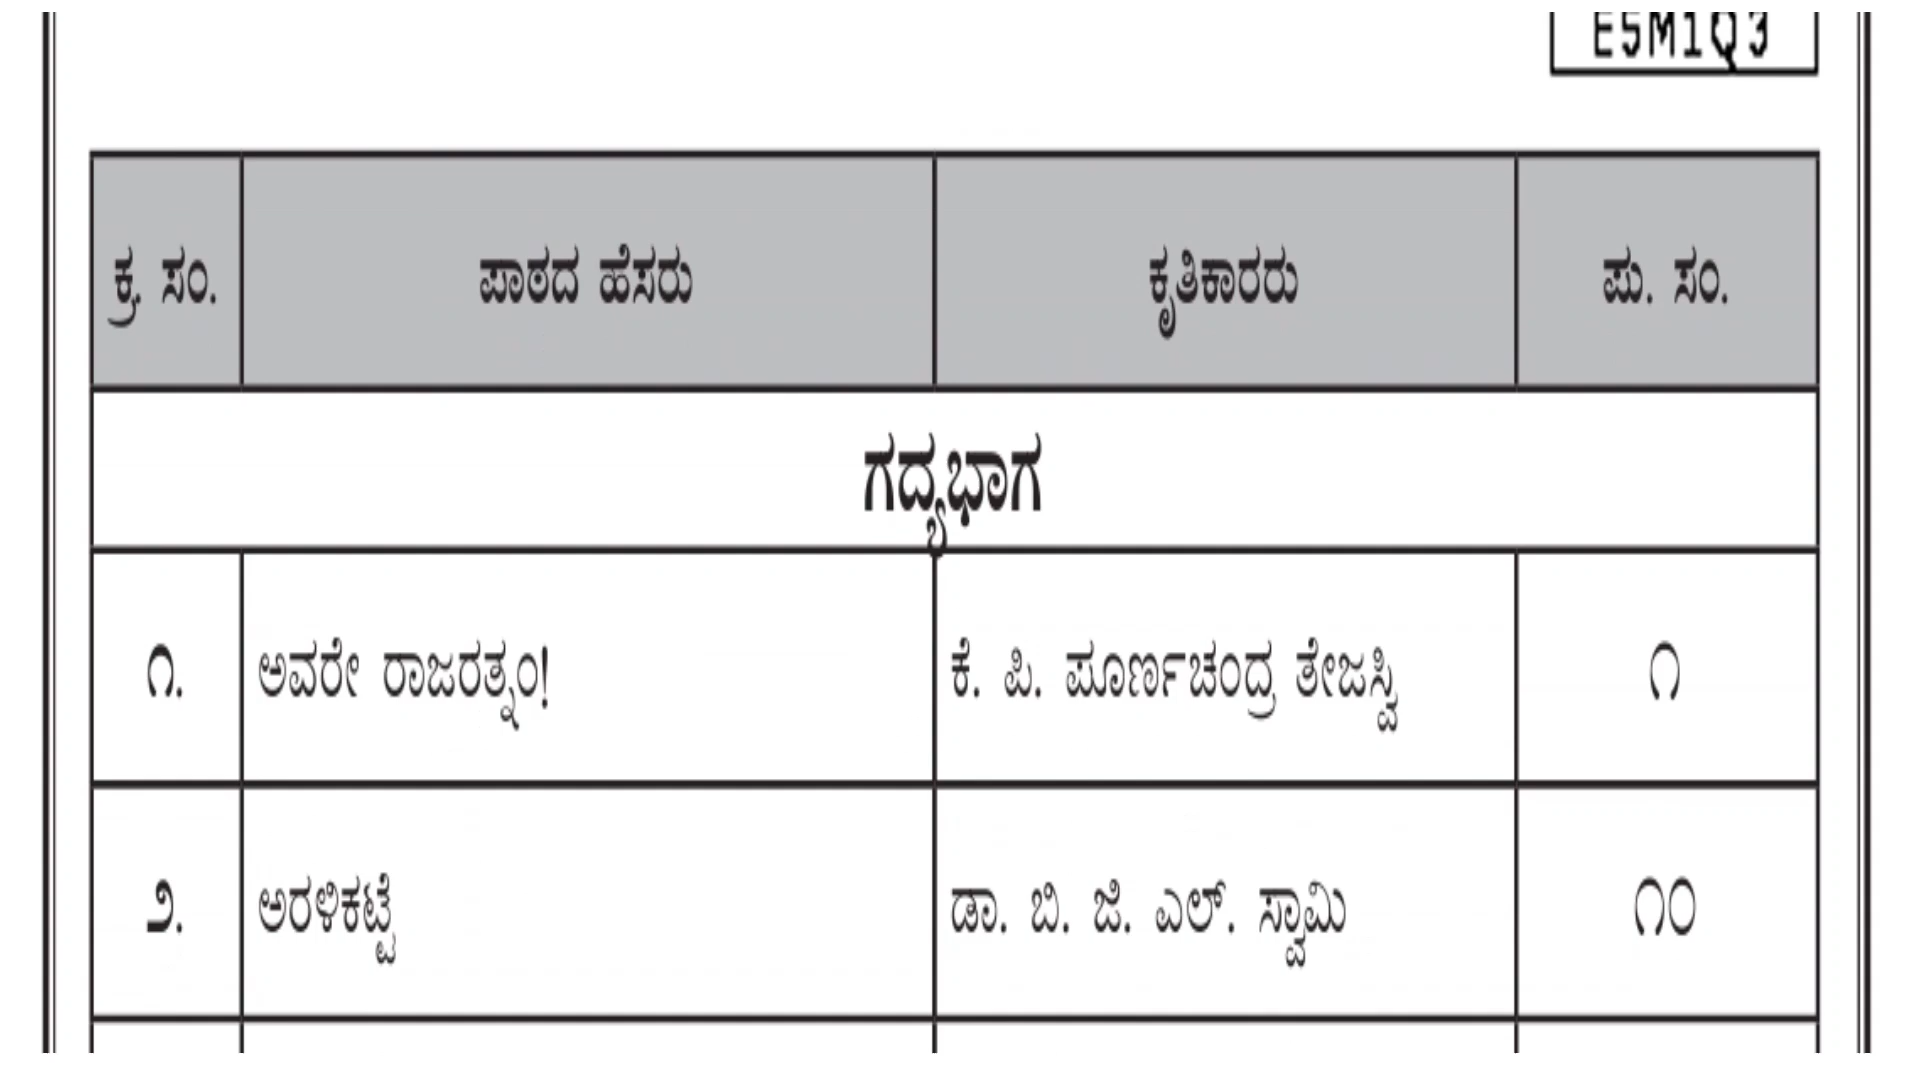 E5M1Q3
ಕ್ರ. ಸಂ. ಪಾಠದ ಹೆಸರು ಕೃತಿಕಾರರು ಪು. ಸಂ.
ಗದ್ಯಭಾಗ
೧. ಅವರೇ ರಾಜರತ್ನಂ! ಕೆ. ಪಿ. ಪೂರ್ಣಚಂದ್ರ ತೇಜಸ್ವಿ ೧
೨. ಅರಳಿಕಟ್ಟೆ ಡಾ. ಬಿ. ಜಿ. ಎಲ್. ಸ್ವಾಮಿ ೧೦